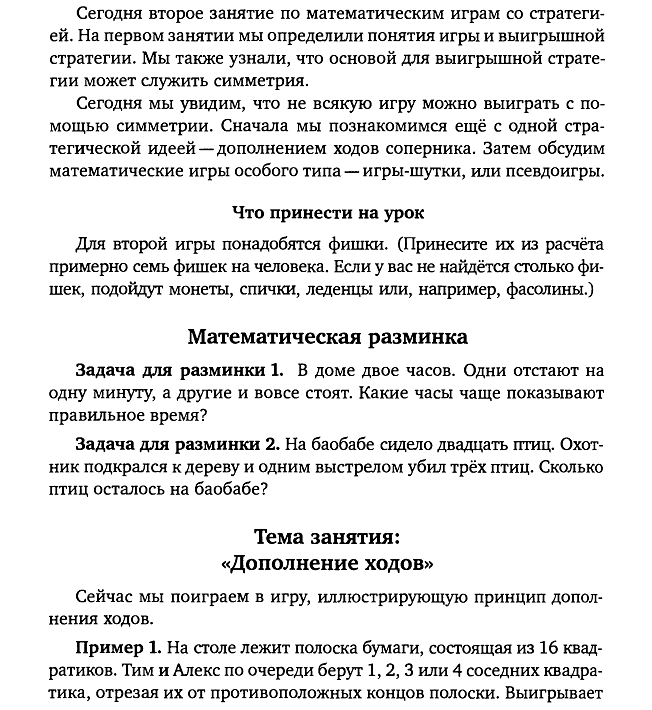 Сегодня второе занятие по математическим играм со стратеги-
ей. На первом занятии мы определили понятия игры и выигрышной
стратегии. Мы также узнали, что основой для выигрышной страте-
гии может служить симметрия.
Сегодня мы увидим, что не всякую игру можно выиграть с по-
мощью симметрии. Сначала мы познакомимся ещё с одной стра-
тегической идеей — дополнением ходов соперника. Затем обсудим
математические игры особого типа — игры-шутки, или псевдоигры.
Что принести на урок
Для второй игры понадобятся фишки. (Принесите их из расчёта
примерно семь фишек на человека. Если у вас не найдётся столько фи-
шек, подойдут монеты, спички, леденцы или, например, фасолины.)
Математическая разминка
Задача для разминки 1. В доме двое часов. Одни отстают на
одну минуту, а другие и вовсе стоят. Какие часы чаще показывают
правильное время?
Задача для разминки 2. На баобабе сидело двадцать птиц. Охот-
ник подкрался к дереву и одним выстрелом убил трёх птиц. Сколько
птиц осталось на баобабе?
Тема занятия:
«Дополнение ходов»
Сейчас мы поиграем в игру, иллюстрирующую принцип допол-
нения ходов.
Пример 1. На столе лежит полоска бумаги, состоящая из 16 квад-
ратиков. Тим и Алекс по очереди берут 1, 2, 3 или 4 соседних квадра-
тика, отрезая их от противоположных концов полоски. Выигрывает